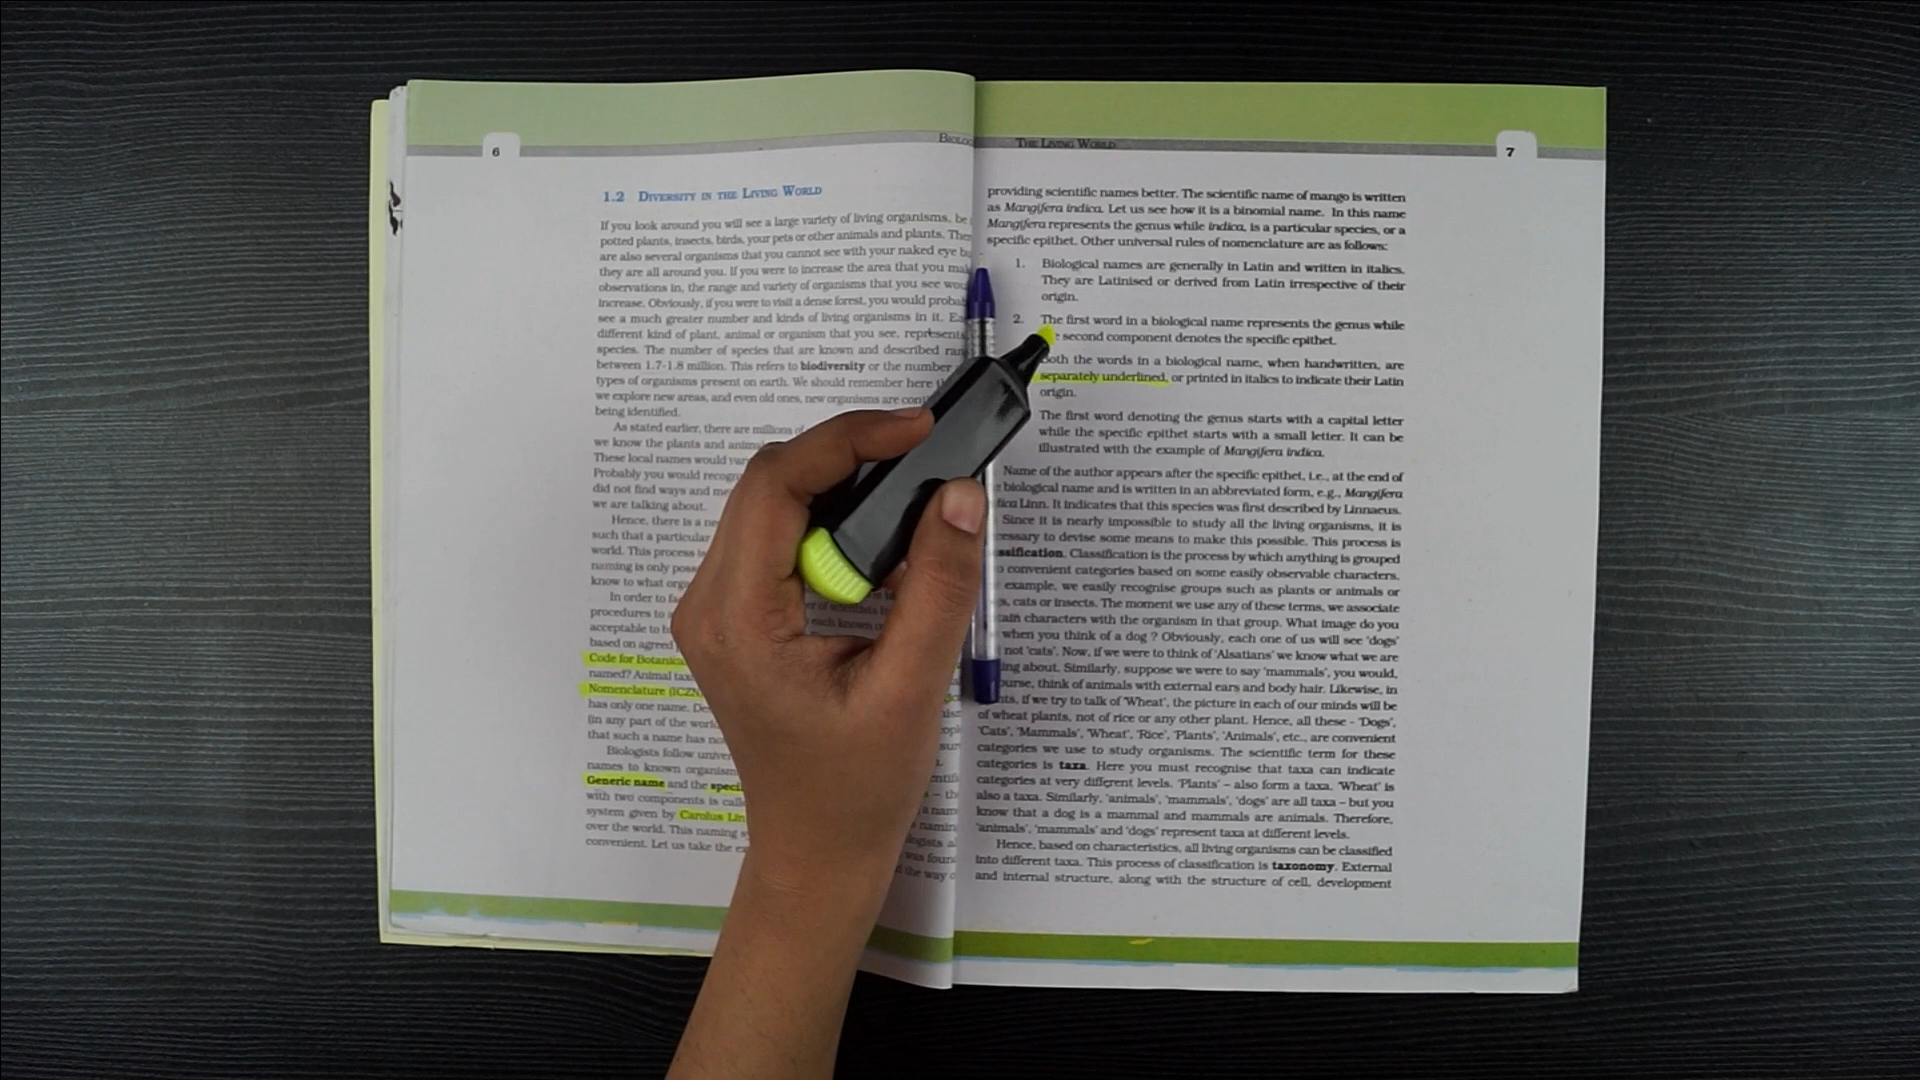 6
1.2 DIVERSITY IN THE LIVING WORLD
If you look around you will see a large variety of living organisms, be
potted plants, insects, birds, your pets or other animals and plants.
are also several organisms that you cannot see with your naked eye
they are all around you. If you were to increase the area that you
observations in, the range and variety of organisms that you see
increase. Obviously, if you were to visit a dense forest, you would
see a much greater number and kinds of living organisms in it.
different kind of plant, animal or organism that you see, represents
species. The number of species that are known and described
between 1.7-1.8 million. This refers to biodiversity or the number
types of organisms present on earth. We should remember here
we explore new areas, and even old ones, new organisms are
being identified.
As stated earlier, there are millions of
we know the plants and
These local names would
Probably you would
did not find ways and
we are talking about.
Hence, there is a
such that a particular
world. This process is
naming is only
know to what
In order to
procedures to
acceptable to
based on agreed
Code for
named? Animal
Nomenclature (ICZN
has only one name.
(in any part of the
that such a name has
Biologists follow
names to known
Generic name and the
with two components is
system given by Carolus
over the world. This naming
convenient. Let us take the
THE LIVING WORLD
7
providing scientific names better. The scientific name of mango is written
as Mangifera indica. Let us see how it is a binomial name. In this name
Mangifera represents the genus while indica, is a particular species, or a
specific epithet. Other universal rules of nomenclature are as follows:
1. Biological names are generally in Latin and written in italics.
They are Latinised or derived from Latin irrespective of their
origin.
2. The first word in a biological name represents the genus while
second component denotes the specific epithet.
Both the words in a biological name, when handwritten, are
separately underlined, or printed in italics to indicate their Latin
origin.
The first word denoting the genus starts with a capital letter
while the specific epithet starts with a small letter. It can be
illustrated with the example of Mangifera indica.
Name of the author appears after the specific epithet, i.e., at the end of
biological name and is written in an abbreviated form, e.g., Mangifera
Linn. It indicates that this species was first described by Linnaeus.
Since it is nearly impossible to study all the living organisms, it is
to devise some means to make this possible. This process is
Classification is the process by which anything is grouped
convenient categories based on some easily observable characters.
example, we easily recognise groups such as plants or animals or
cats or insects. The moment we use any of these terms, we associate
characters with the organism in that group. What image do you
when you think of a dog ? Obviously, each one of us will see 'dogs'
not 'cats'. Now, if we were to think of 'Alsatians' we know what we are
about. Similarly, suppose we were to say 'mammals', you would,
think of animals with external ears and body hair. Likewise, in
if we try to talk of 'Wheat', the picture in each of our minds will be
of wheat plants, not of rice or any other plant. Hence, all these - 'Dogs',
'Cats', 'Mammals', 'Wheat', 'Rice', 'Plants', 'Animals', etc., are convenient
categories we use to study organisms. The scientific term for these
categories is taxa. Here you must recognise that taxa can indicate
categories at very different levels. 'Plants' – also form a taxa. 'Wheat' is
also a taxa. Similarly, 'animals', 'mammals', 'dogs' are all taxa – but you
know that a dog is a mammal and mammals are animals. Therefore,
'animals', 'mammals' and 'dogs' represent taxa at different levels.
Hence, based on characteristics, all living organisms can be classified
into different taxa. This process of classification is taxonomy. External
and internal structure, along with the structure of cell, development